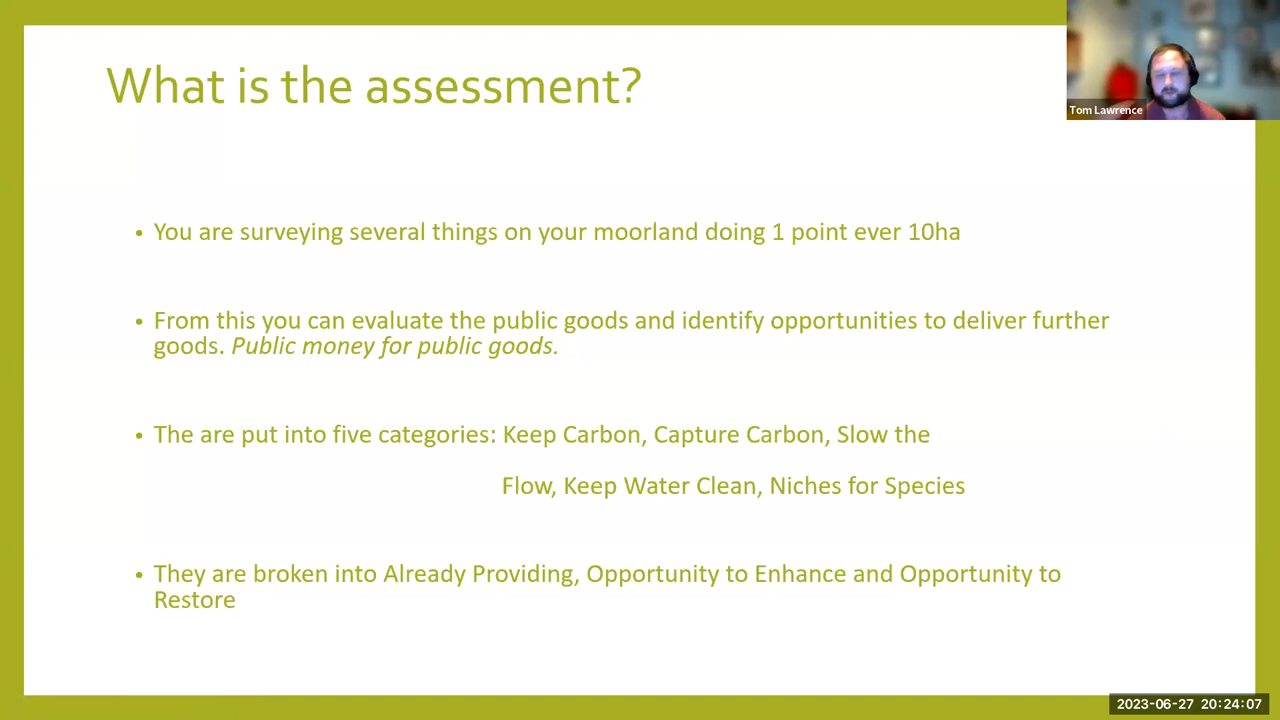 What is the assessment?
Tom Lawrence
• You are surveying several things on your moorland doing 1 point ever 10ha
• From this you can evaluate the public goods and identify opportunities to deliver further
goods. Public money for public goods.
• The are put into five categories: Keep Carbon, Capture Carbon, Slow the
Flow, Keep Water Clean, Niches for Species
• They are broken into Already Providing, Opportunity to Enhance and Opportunity to
Restore
2023-06-27 20:24:07